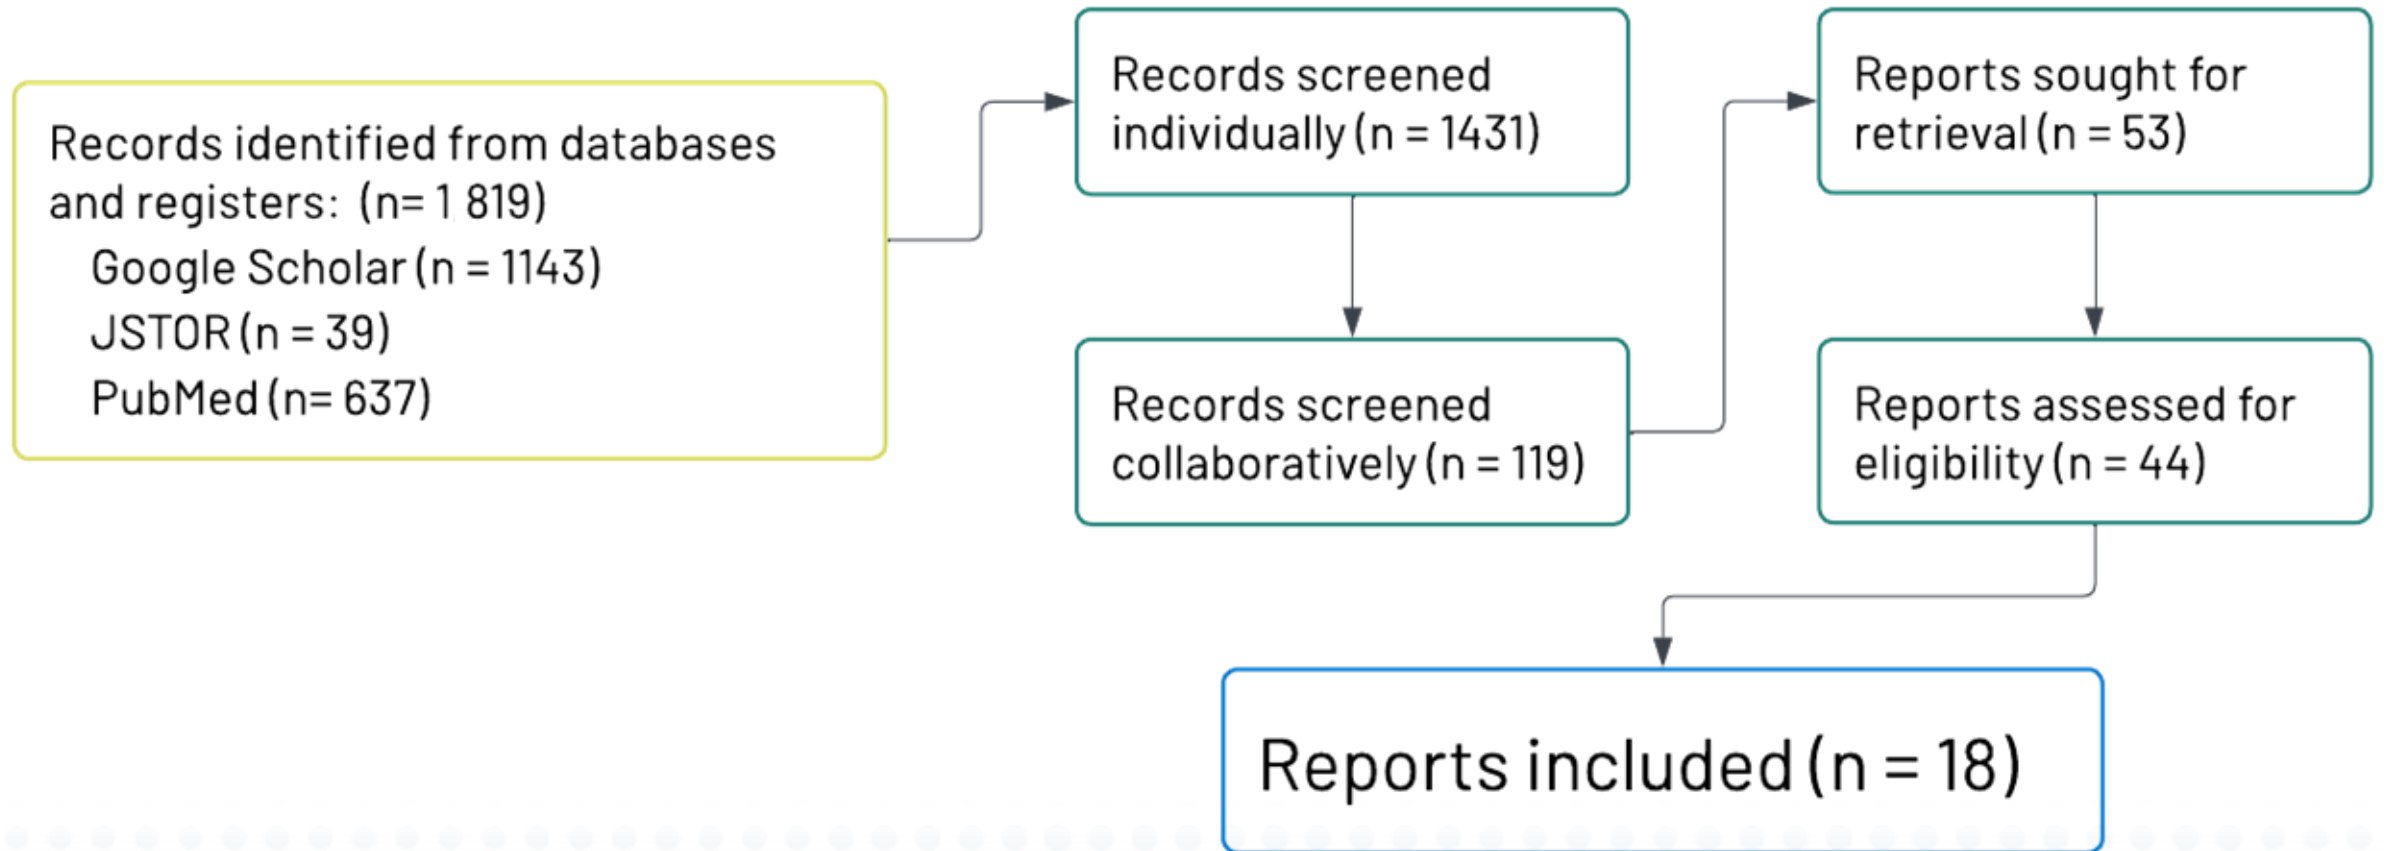 Records identified from databases
and registers: (n= 1 819)
Google Scholar (n = 1143)
JSTOR (n = 39)
PubMed (n= 637)
Records screened
individually (n = 1431)
Records screened
collaboratively (n = 119)
Reports sought for
retrieval (n = 53)
Reports assessed for
eligibility (n = 44)
Reports included (n = 18)